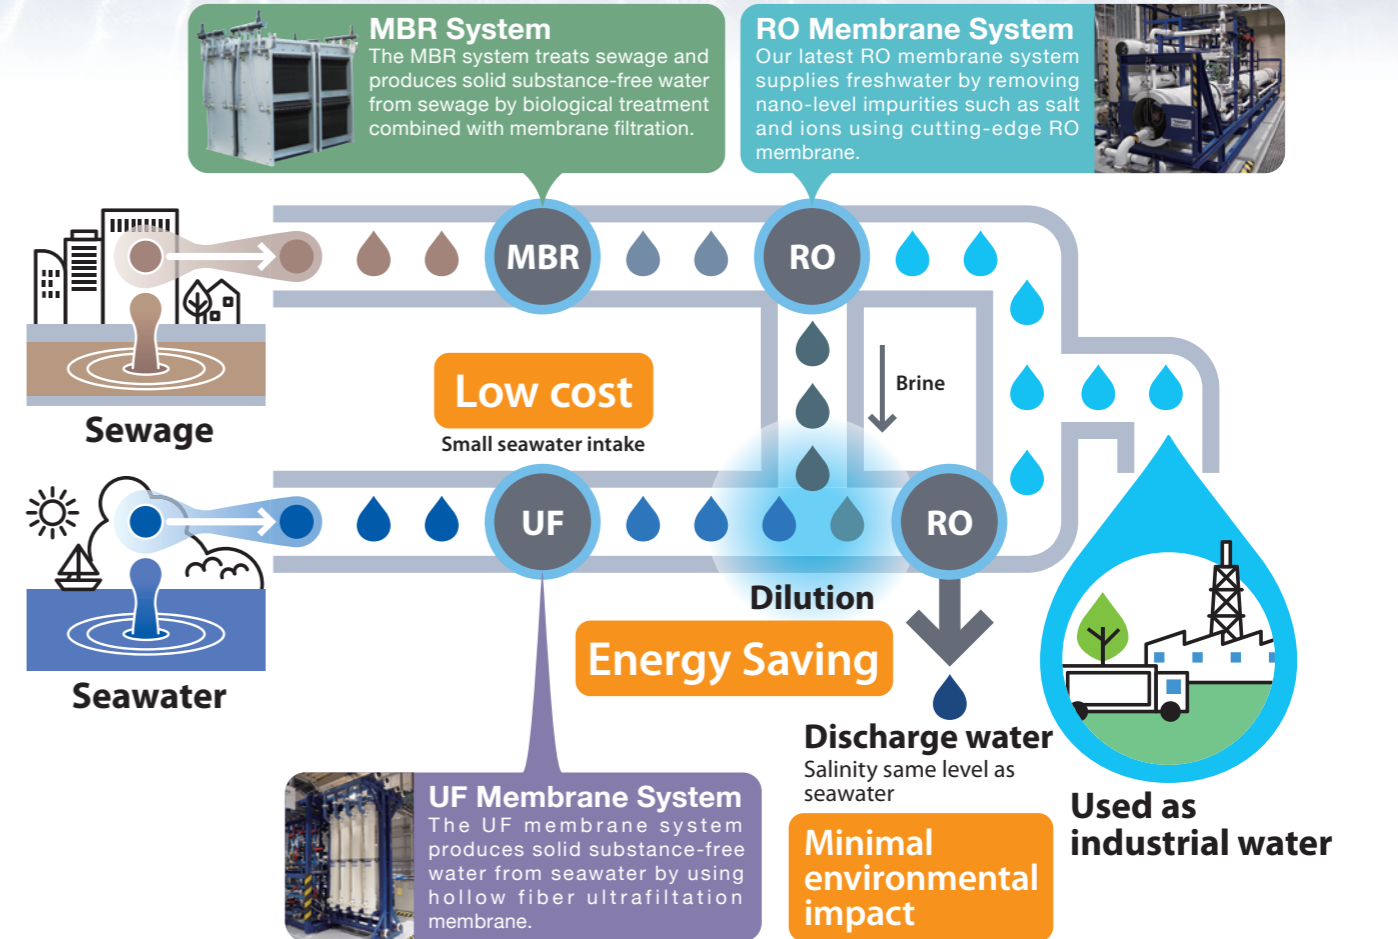 MBR System
The MBR system treats sewage and
produces solid substance-free water
from sewage by biological treatment
combined with membrane filtration.
RO Membrane System
Our latest RO membrane system
supplies freshwater by removing
nano-level impurities such as salt
and ions using cutting-edge RO
membrane.
MBR
RO
Sewage
Low cost
Small seawater intake
Brine
UF
RO
Seawater
Dilution
Energy Saving
Discharge water
Salinity same level as
seawater
Minimal
environmental
impact
Used as
industrial water
UF Membrane System
The UF membrane system
produces solid substance-free
water from seawater by using
hollow fiber ultrafiltation
membrane.